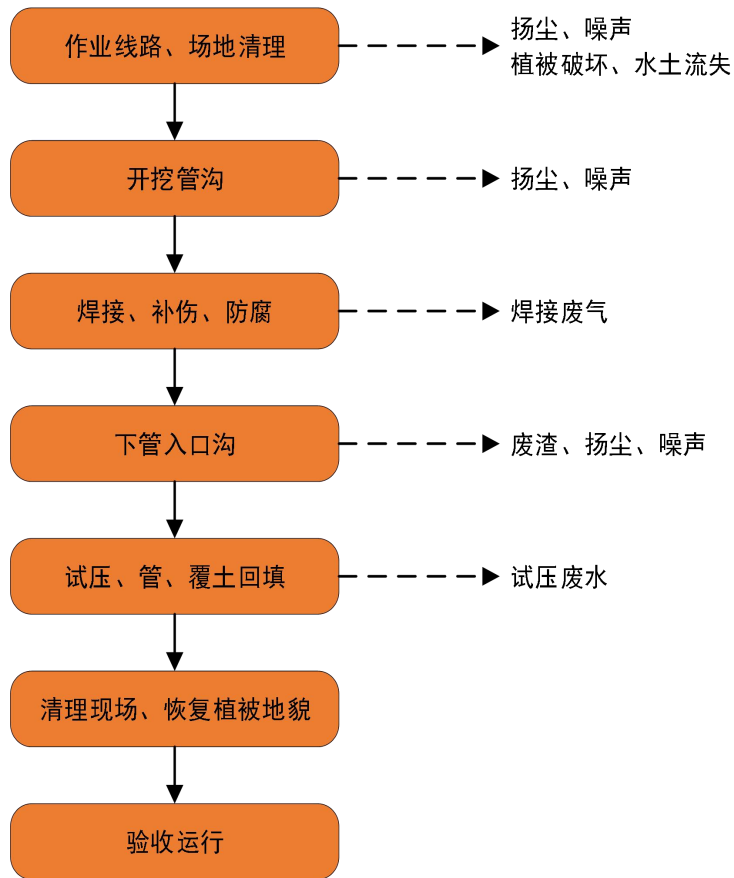 作业线路、场地清理
扬尘、噪声
植被破坏、水土流失
开挖管沟
扬尘、噪声
焊接、补伤、防腐
焊接废气
下管入口沟
废渣、扬尘、噪声
试压、管、覆土回填
试压废水
清理现场、恢复植被地貌
验收运行